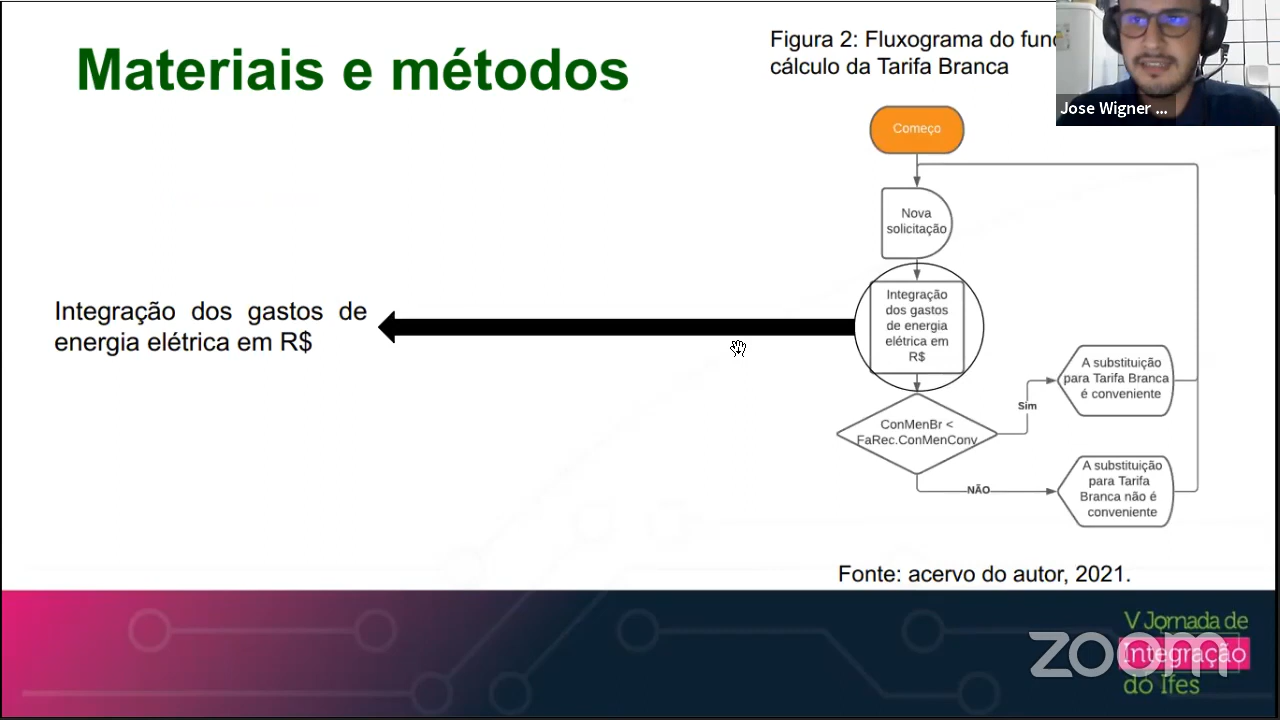 Materiais e métodos
Figura 2: Fluxograma do
cálculo da Tarifa Branca
Jose Wigner ...
Começo
Nova
solicitação
Integração dos gastos de
energia elétrica em R$
Integração
dos gastos
de energia
elétrica em
R$
A substituição
para Tarifa Branca
é conveniente
Sim
ConMenBr <
FaRec.ConMenConv
A substituição
para Tarifa
Branca não é
conveniente
NÃO
Fonte: acervo do autor, 2021.
V Jornada de
Integração
do Ifes
zoom